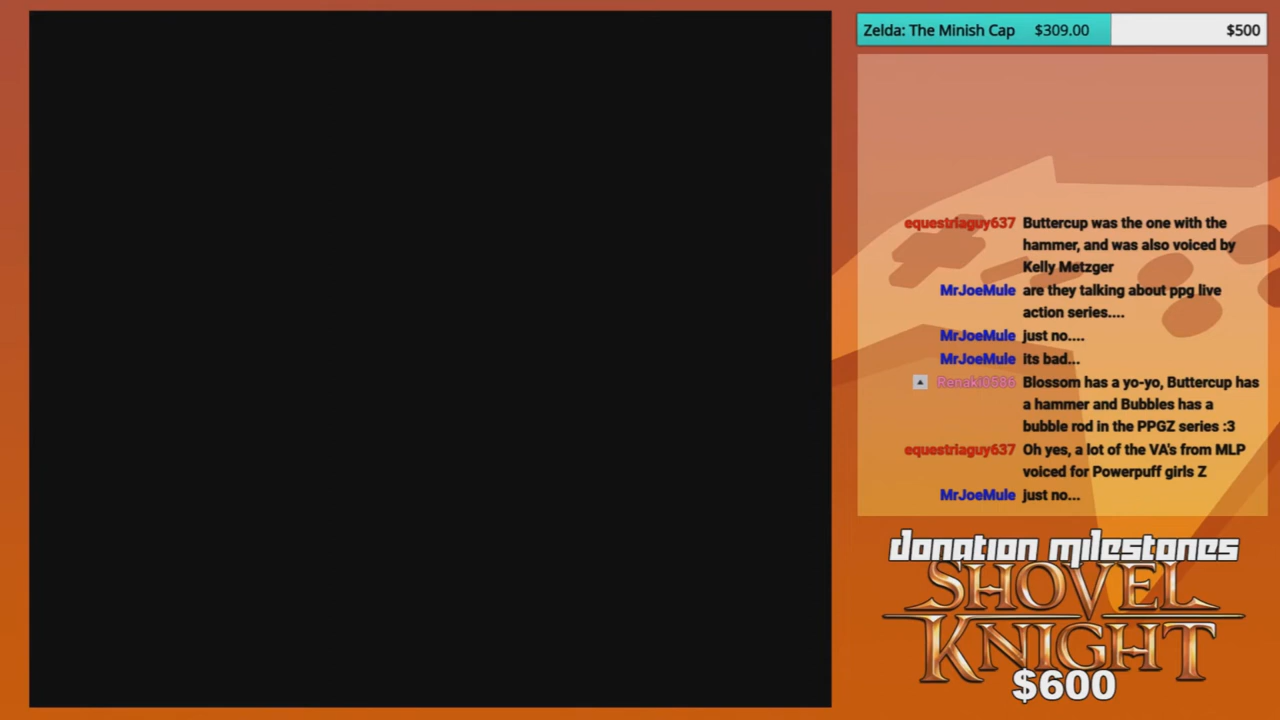 Zelda: The Minish Cap $309.00 $500
equestriaguy637 Buttercup was the one with the
hammer, and was also voiced by
Kelly Metzger
MrJoeMule are they talking about ppg live
action series....
MrJoeMule just no....
MrJoeMule its bad...
Renaki0586 Blossom has a yo-yo, Buttercup has
a hammer and Bubbles has a
bubble rod in the PPGZ series :3
equestriaguy637 Oh yes, a lot of the VA's from MLP
voiced for Powerpuff girls Z
MrJoeMule just no...
donation milestones
SHOVEL
KNIGHT
$600